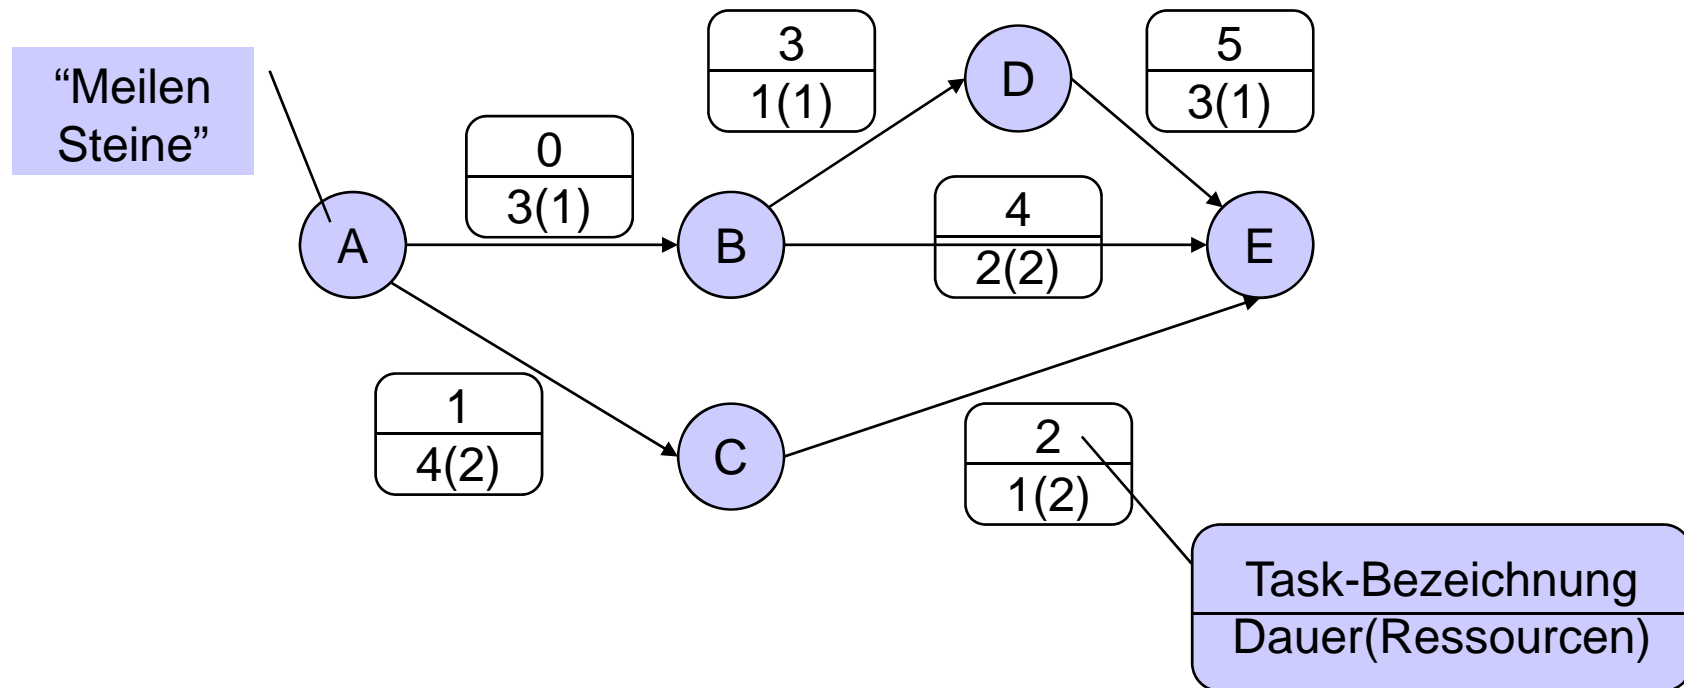 “Meilen
Steine”
3
1(1)
D
5
3(1)
0
3(1)
A
B
4
2(2)
E
1
4(2)
C
2
1(2)
Task-Bezeichnung
Dauer(Ressourcen)